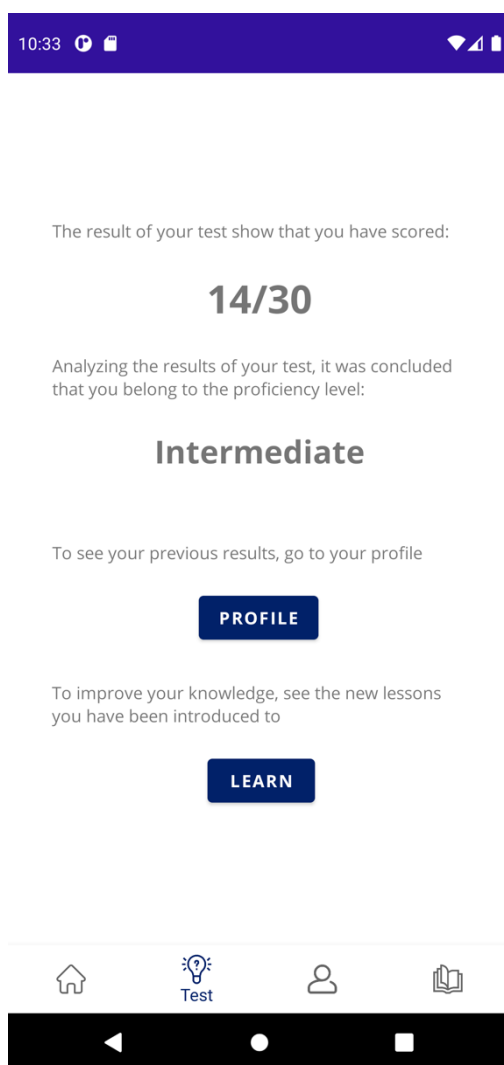 10:33
The result of your test show that you have scored:
14/30
Analyzing the results of your test, it was concluded
that you belong to the proficiency level:
Intermediate
To see your previous results, go to your profile
PROFILE
To improve your knowledge, see the new lessons
you have been introduced to
LEARN
Test